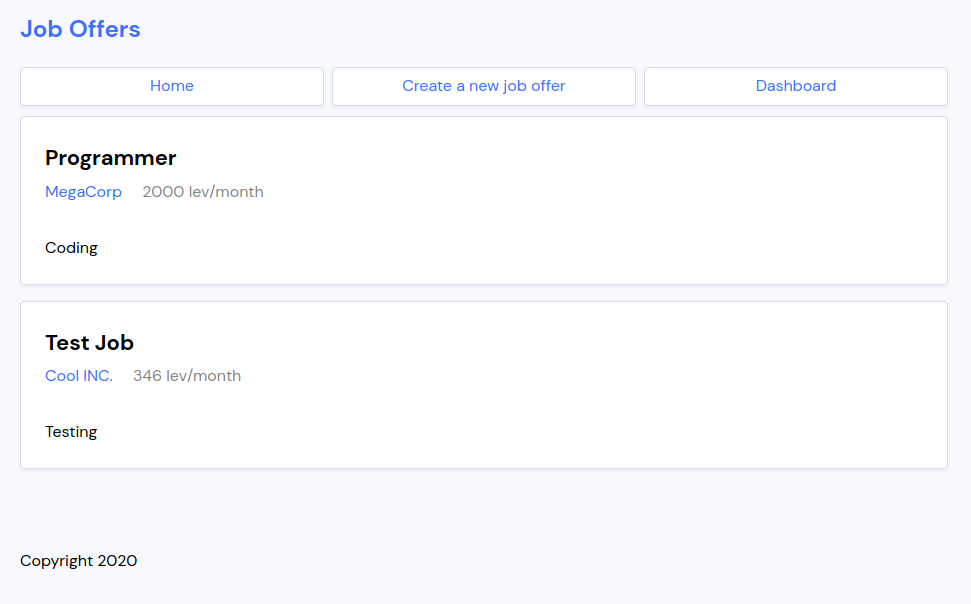 Job Offers
Home Create a new job offer Dashboard
Programmer
MegaCorp 2000 lev/month
Coding
Test Job
Cool INC. 346 lev/month
Testing
Copyright 2020